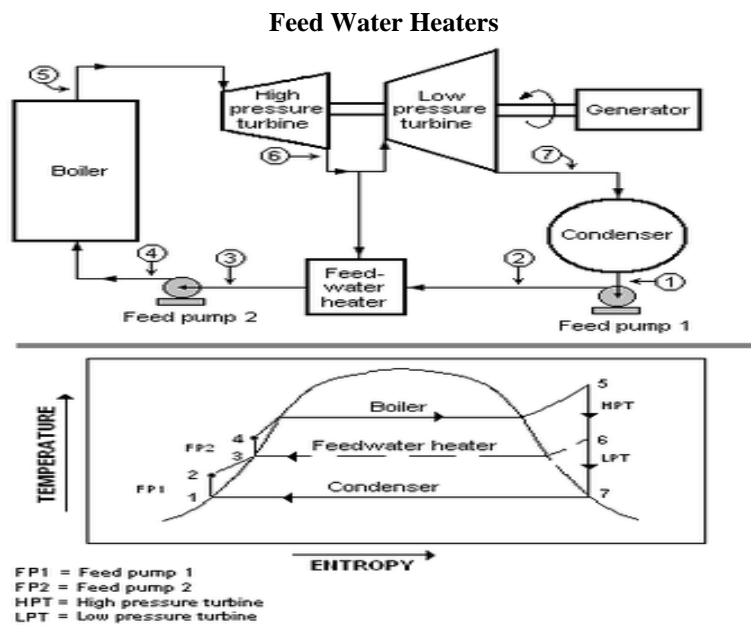 Feed Water Heaters
5
High
pressure
turbine
Low
pressure
turbine
Generator
6
7
Boiler
Condenser
4
3
2
1
Feed-
water
heater
Feed pump 2
Feed pump 1
TEMPERATURE
5
Boiler
HPT
4
FP2
Feedwater heater
6
3
LPT
2
FP1
Condenser
1
7
ENTROPY
FP1 = Feed pump 1
FP2 = Feed pump 2
HPT = High pressure turbine
LPT = Low pressure turbine